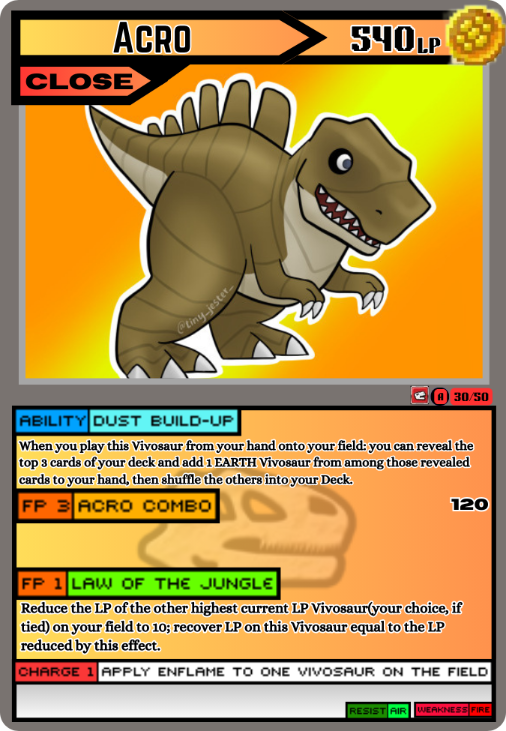 ACRO
540 LP
CLOSE
@tiny_jester_
A 30/50
ABILITY DUST BUILD-UP
When you play this Vivosaur from your hand onto your field: you can reveal the
top 3 cards of your deck and add 1 EARTH Vivosaur from among those revealed
cards to your hand, then shuffle the others into your Deck.
FP 3 ACRO COMBO 120
FP 1 LAW OF THE JUNGLE
Reduce the LP of the other highest current LP Vivosaur(your choice, if
tied) on your field to 10; recover LP on this Vivosaur equal to the LP
reduced by this effect.
CHARGE 1 APPLY ENFLAME TO ONE VIVOSAUR ON THE FIELD
RESIST AIR WEAKNESS FIRE